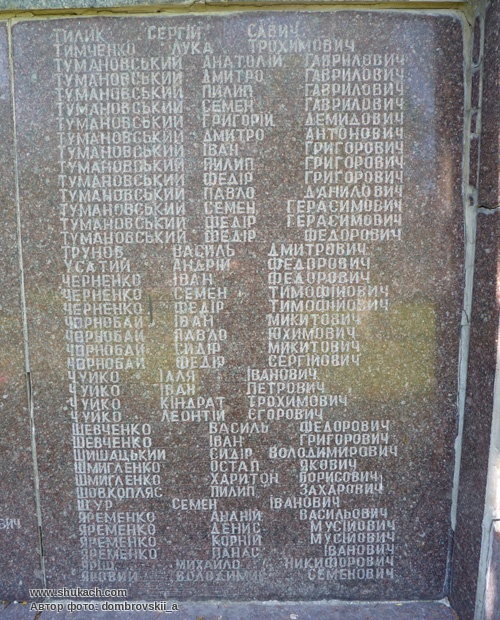 ТИЛИК СЕРГІЙ САВИЧ
ТИМЧЕНКО ЛУКА ТРОХИМОВИЧ
ТУМАНОВСЬКИЙ АНАТОЛІЙ ГАВРИЛОВИЧ
ТУМАНОВСЬКИЙ ДМИТРО ГАВРИЛОВИЧ
ТУМАНОВСЬКИЙ ПИЛИП ГАВРИЛОВИЧ
ТУМАНОВСЬКИЙ СЕМЕН ГАВРИЛОВИЧ
ТУМАНОВСЬКИЙ ГРИГОРІЙ ДЕМИДОВИЧ
ТУМАНОВСЬКИЙ ДМИТРО АНТОНОВИЧ
ТУМАНОВСЬКИЙ ІВАН ГРИГОРОВИЧ
ТУМАНОВСЬКИЙ ПИЛИП ГРИГОРОВИЧ
ТУМАНОВСЬКИЙ ФЕДІР ГРИГОРОВИЧ
ТУМАНОВСЬКИЙ ПАВЛО ДАНИЛОВИЧ
ТУМАНОВСЬКИЙ СЕМЕН ГЕРАСИМОВИЧ
ТУМАНОВСЬКИЙ ФЕДІР ГЕРАСИМОВИЧ
ТУМАНОВСЬКИЙ ФЕДІР ФЕДОРОВИЧ
ТРУНОВ ВАСИЛЬ ДМИТРОВИЧ
УСАТИЙ АНДРІЙ ФЕДОРОВИЧ
ЧЕРНЕНКО ІВАН ФЕДОРОВИЧ
ЧЕРНЕНКО СЕМЕН ТИМОФІЙОВИЧ
ЧЕРНЕНКО ФЕДІР ТИМОФІЙОВИЧ
ЧОРНОБАЙ ІВАН МИКИТОВИЧ
ЧОРНОБАЙ ПАВЛО ЮХИМОВИЧ
ЧОРНОБАЙ СИДІР МИКИТОВИЧ
ЧОРНОБАЙ ФЕДІР СЕРГІЙОВИЧ
ЧУЙКО ІЛЛЯ ІВАНОВИЧ
ЧУЙКО ІВАН ПЕТРОВИЧ
ЧУЙКО КІНДРАТ ТРОХИМОВИЧ
ЧУЙКО ЛЕОНТІЙ ЄГОРОВИЧ
ШЕВЧЕНКО ВАСИЛЬ ФЕДОРОВИЧ
ШЕВЧЕНКО ІВАН ГРИГОРОВИЧ
ШИШАЦЬКИЙ СИДІР ВОЛОДИМИРОВИЧ
ШМИГЛЕНКО ОСТАП ЯКОВИЧ
ШМИГЛЕНКО ХАРИТОН БОРИСОВИЧ
ШОВКОПЛЯС ПИЛИП ЗАХАРОВИЧ
ЩУР СЕМЕН ІВАНОВИЧ
ЯРЕМЕНКО АНАНІЙ ВАСИЛЬОВИЧ
ЯРЕМЕНКО ДЕНИС МУСІЙОВИЧ
ЯРЕМЕНКО КОРНІЙ МУСІЙОВИЧ
ЯРЕМЕНКО ПАНАС ІВАНОВИЧ
ЯРІШ МИХАЙЛО НИКИФОРОВИЧ
ЯРОВИЙ ВОЛОДИМИР СЕМЕНОВИЧ
www.shukach.com
Автор фото: dombrovskii_a